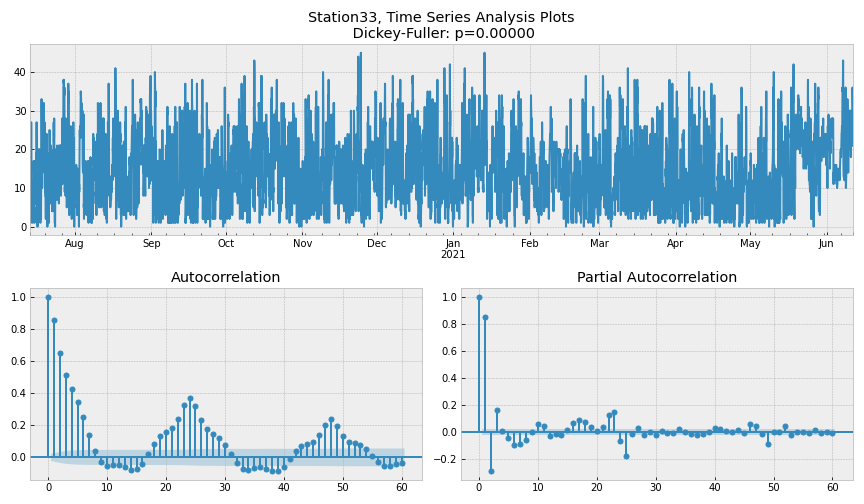 Station33, Time Series Analysis Plots
Dickey-Fuller: p=0.00000
40
30
20
10
0
Aug Sep Oct Nov Dec Jan Feb Mar Apr May Jun
2021
Autocorrelation
1.0
0.8
0.6
0.4
0.2
0.0
0 10 20 30 40 50 60
Partial Autocorrelation
1.0
0.8
0.6
0.4
0.2
0.0
−0.2
0 10 20 30 40 50 60